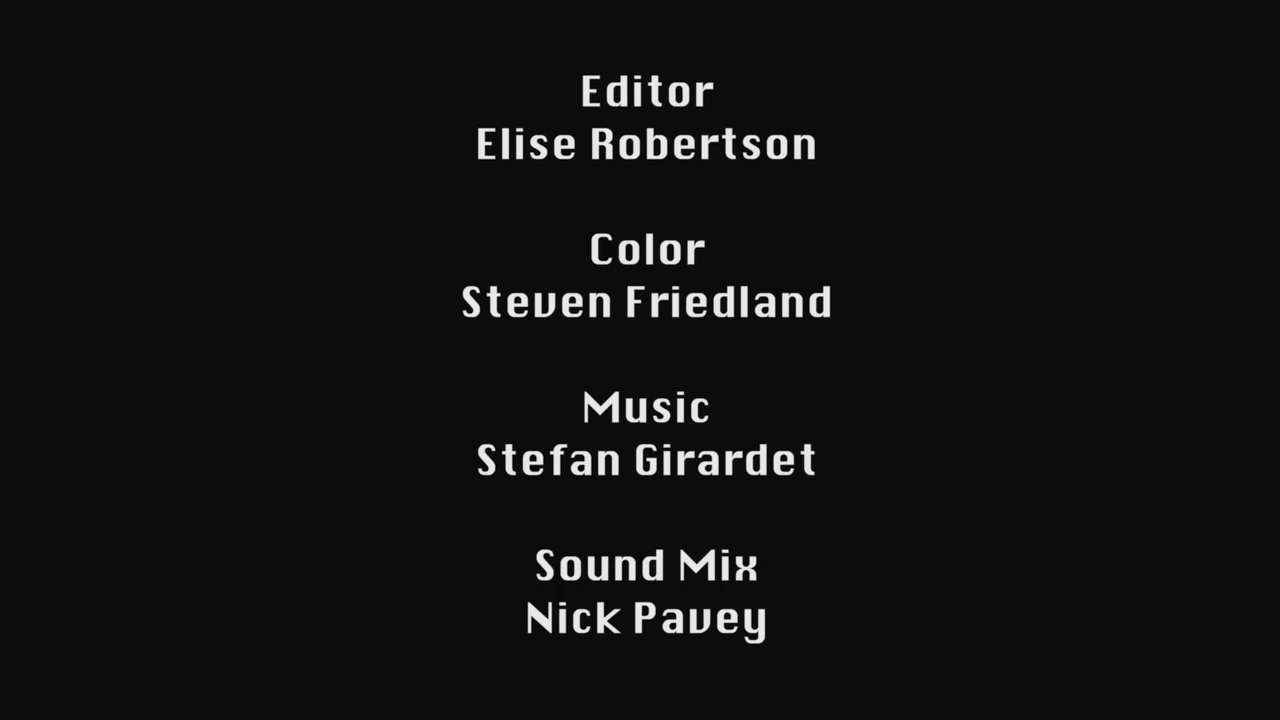 Editor
Elise Robertson
Color
Steven Friedland
Music
Stefan Girardet
Sound Mix
Nick Pavey